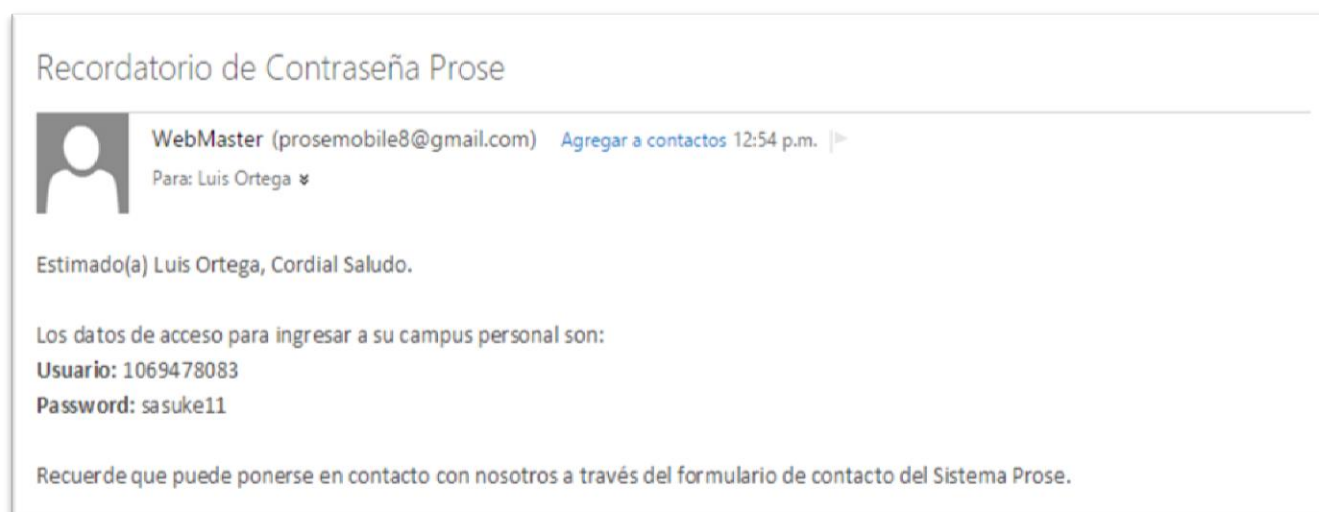 Recordatorio de Contraseña Prose
WebMaster (prosemobile8@gmail.com) Agregar a contactos 12:54 p.m.
Para: Luis Ortega
Estimado(a) Luis Ortega, Cordial Saludo.
Los datos de acceso para ingresar a su campus personal son:
Usuario: 1069478083
Password: sasuke11
Recuerde que puede ponerse en contacto con nosotros a través del formulario de contacto del Sistema Prose.